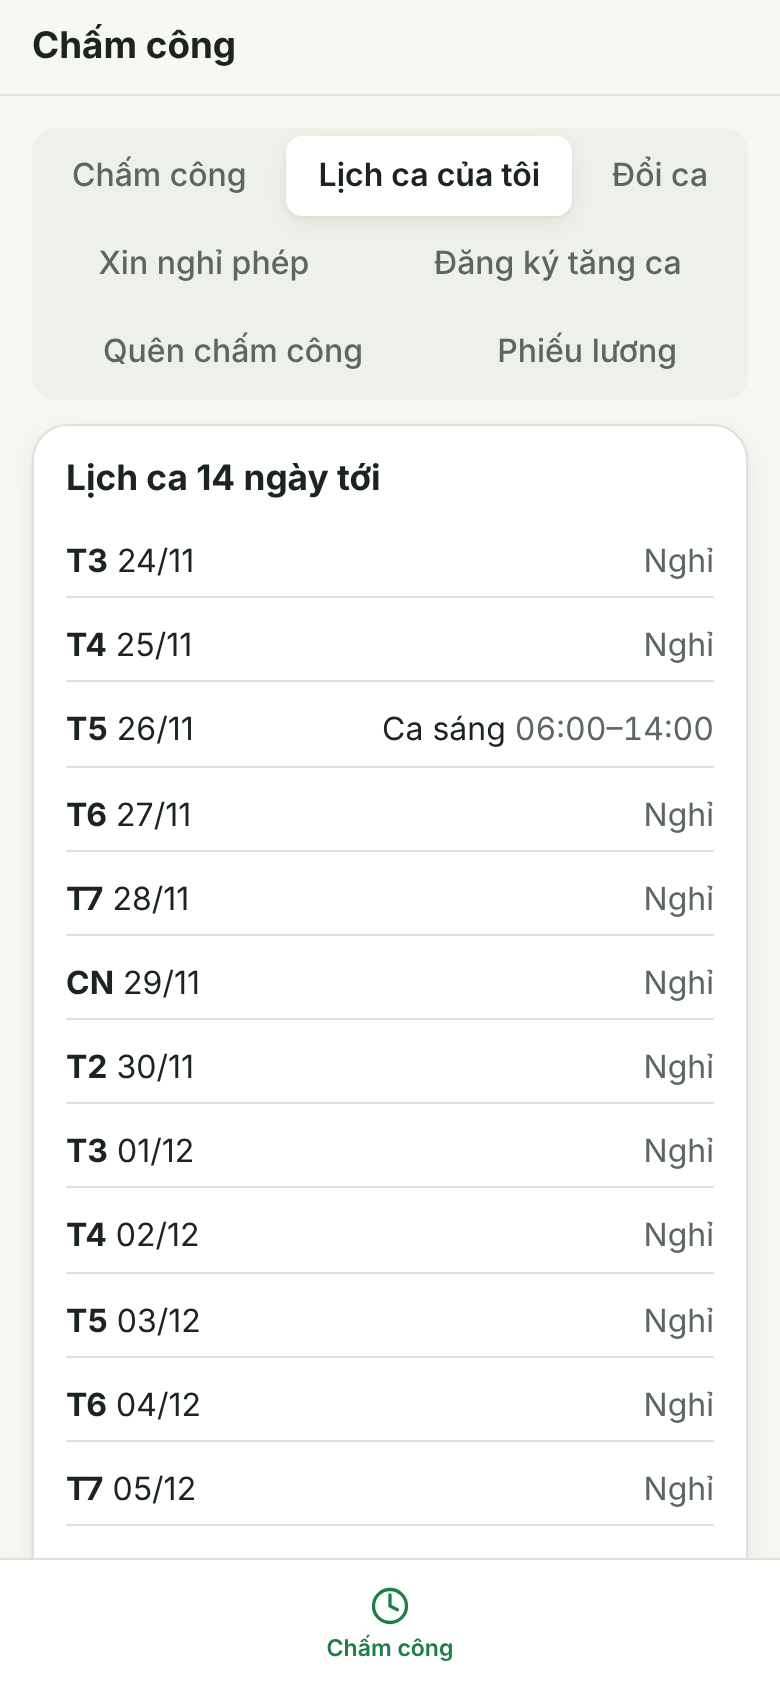 Chấm công
Chấm công Lịch ca của tôi Đổi ca
Xin nghỉ phép Đăng ký tăng ca
Quên chấm công Phiếu lương
Lịch ca 14 ngày tới
T3 24/11 Nghỉ
T4 25/11 Nghỉ
T5 26/11 Ca sáng 06:00–14:00
T6 27/11 Nghỉ
T7 28/11 Nghỉ
CN 29/11 Nghỉ
T2 30/11 Nghỉ
T3 01/12 Nghỉ
T4 02/12 Nghỉ
T5 03/12 Nghỉ
T6 04/12 Nghỉ
T7 05/12 Nghỉ
Chấm công